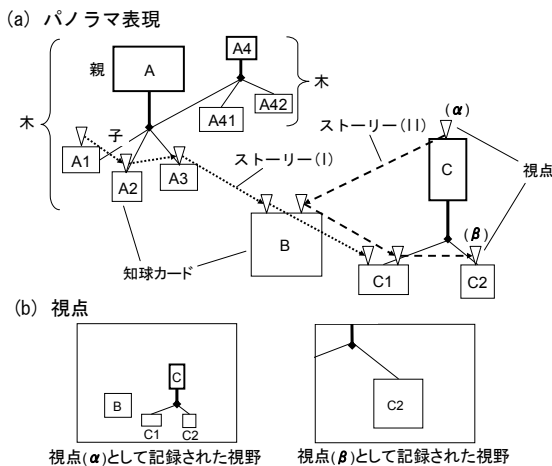 (a) パノラマ表現
A4
親
A
木
木
A41
A42
(α)
子
ストーリー(II)
A1
A2
A3
ストーリー(I)
C
視点
B
(β)
知球カード
C1
C2
(b) 視点
C
B
C1
C2
C2
視点(α)として記録された視野
視点(β)として記録された視野